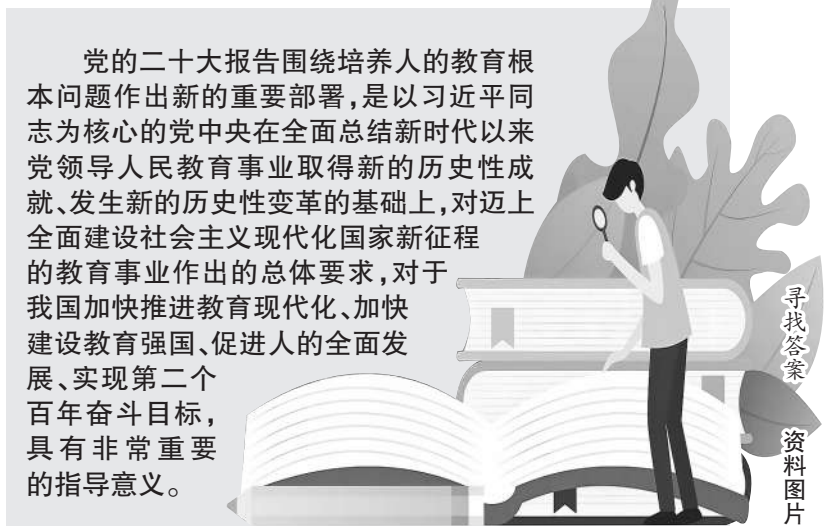 党的二十大报告围绕培养人的教育根
本问题作出新的重要部署,是以习近平同
志为核心的党中央在全面总结新时代以来
党领导人民教育事业取得新的历史性成
就、发生新的历史性变革的基础上,对迈上
全面建设社会主义现代化国家新征程
的教育事业作出的总体要求,对于
我国加快推进教育现代化、加快
建设教育强国、促进人的全面发
展、实现第二个
百年奋斗目标,
具有非常重要
的指导意义。
寻找答案 资料图片